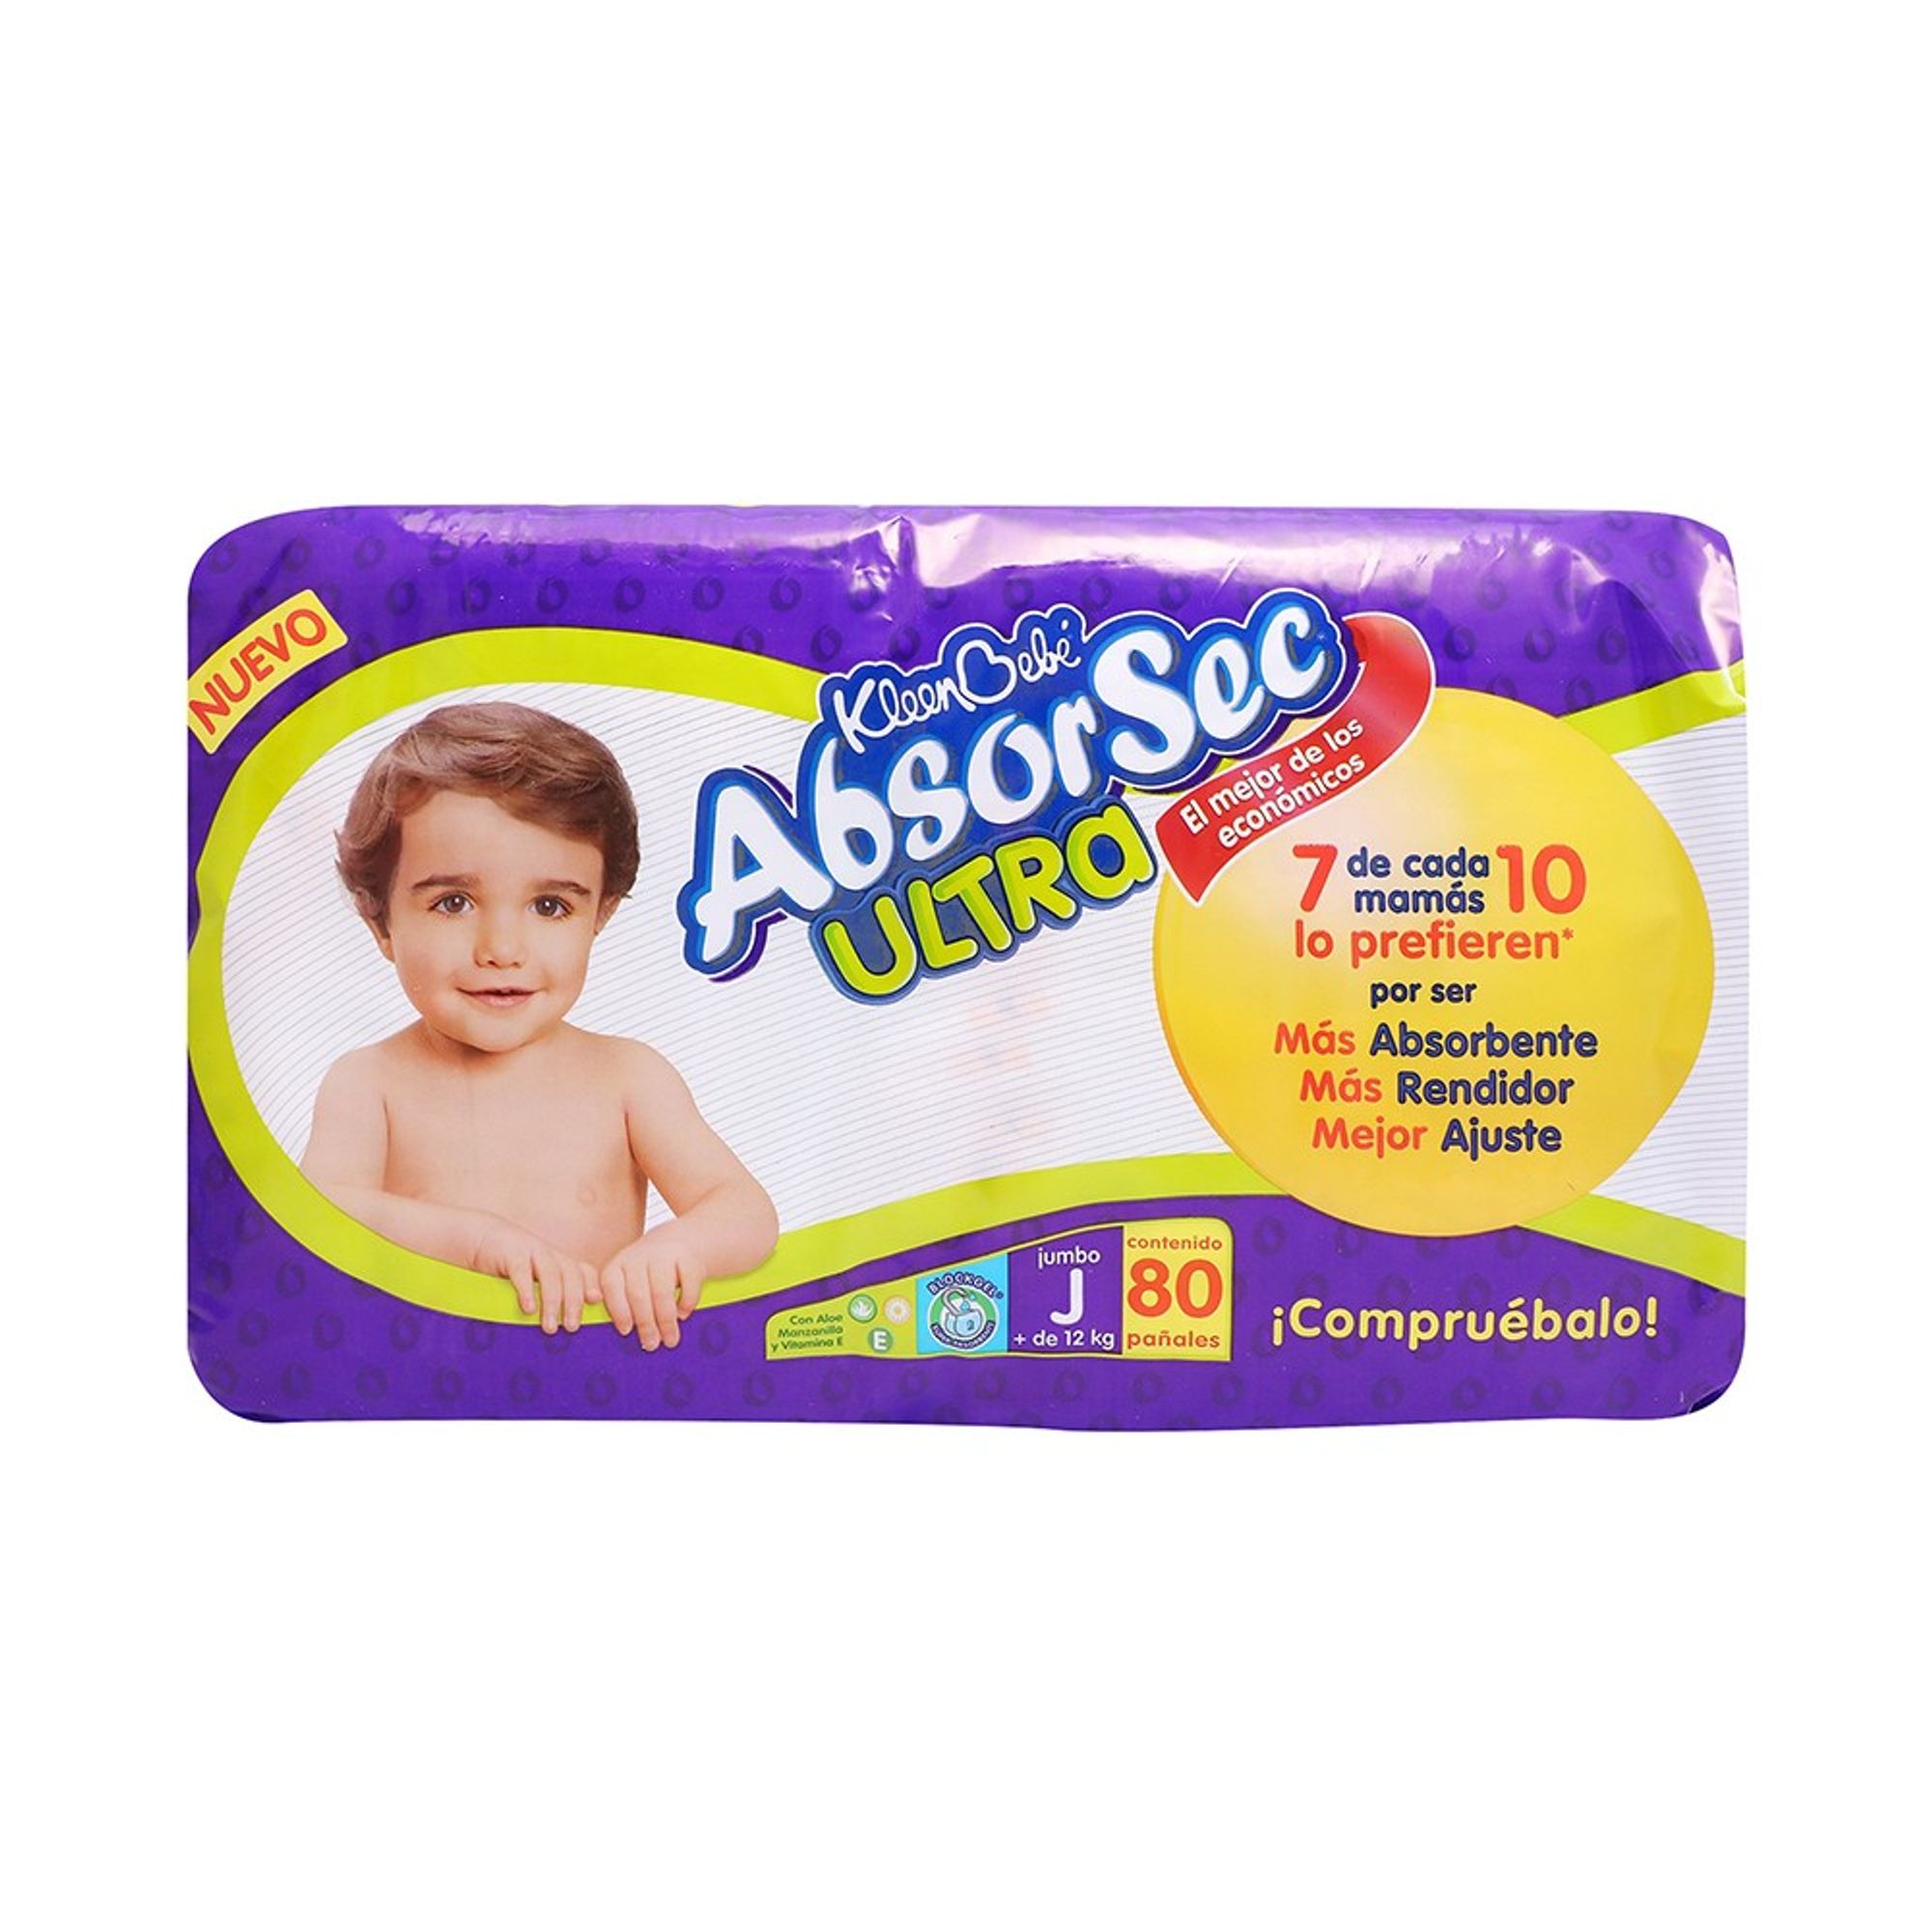 NUEVO
KleenBebé
AbsorSec
ULTRA
El mejor de los
económicos
7 de cada 10
mamás
lo prefieren*
por ser
Más Absorbente
Más Rendidor
Mejor Ajuste
Con Aloe
Manzanilla
y Vitamina E
E
BLOCKGEL®
jumbo
J
+ de 12 kg
contenido
80
pañales
¡Compruébalo!